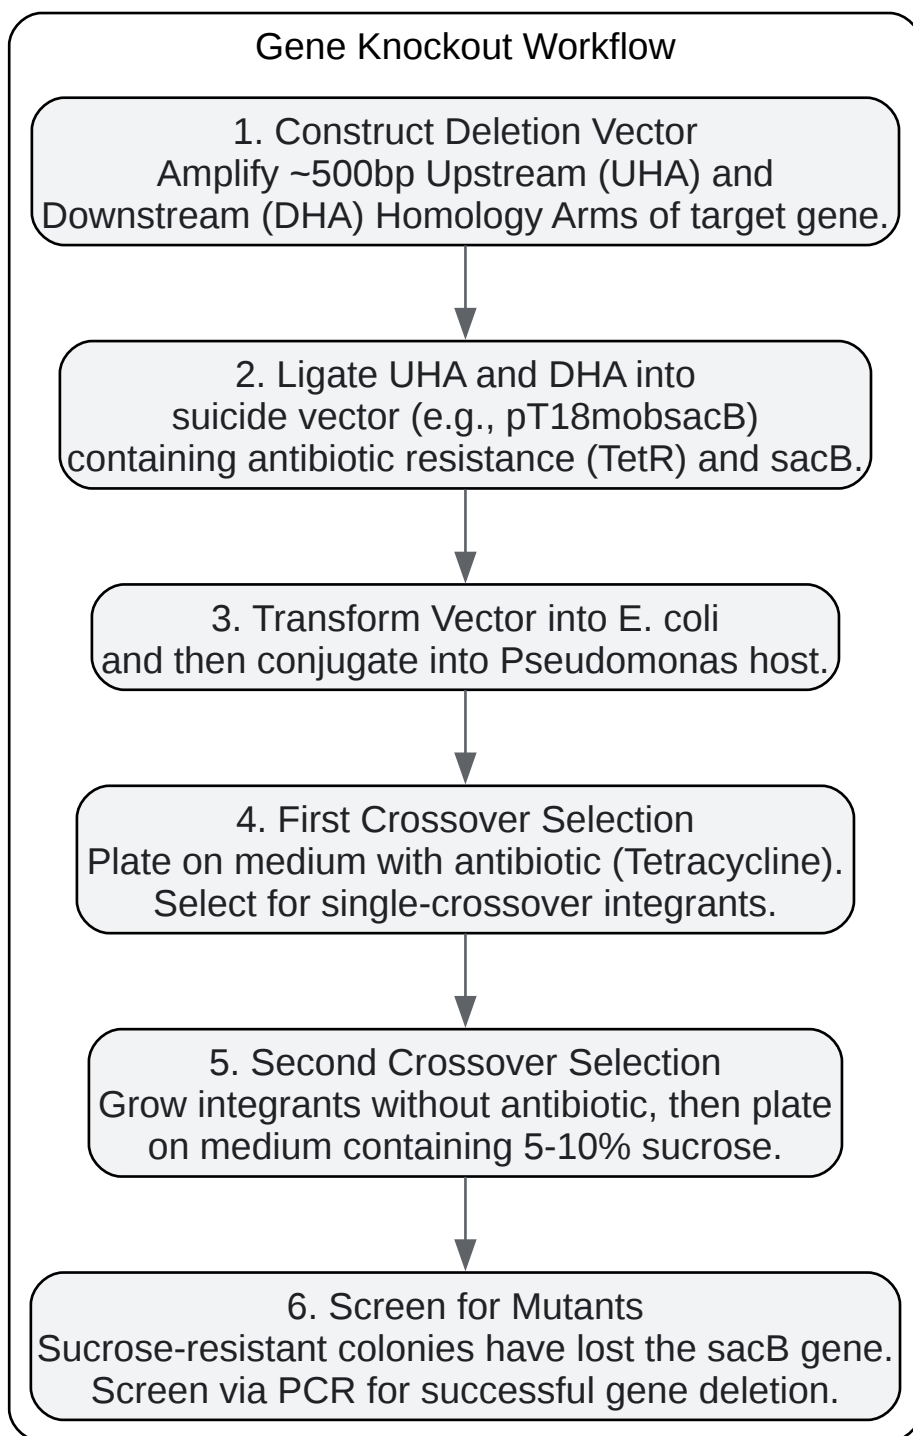 Gene Knockout Workflow
1. Construct Deletion Vector
Amplify ~500bp Upstream (UHA) and
Downstream (DHA) Homology Arms of target gene.
2. Ligate UHA and DHA into
suicide vector (e.g., pT18mobsacB)
containing antibiotic resistance (TetR) and sacB.
3. Transform Vector into E. coli
and then conjugate into Pseudomonas host.
4. First Crossover Selection
Plate on medium with antibiotic (Tetracycline).
Select for single-crossover integrants.
5. Second Crossover Selection
Grow integrants without antibiotic, then plate
on medium containing 5-10% sucrose.
6. Screen for Mutants
Sucrose-resistant colonies have lost the sacB gene.
Screen via PCR for successful gene deletion.